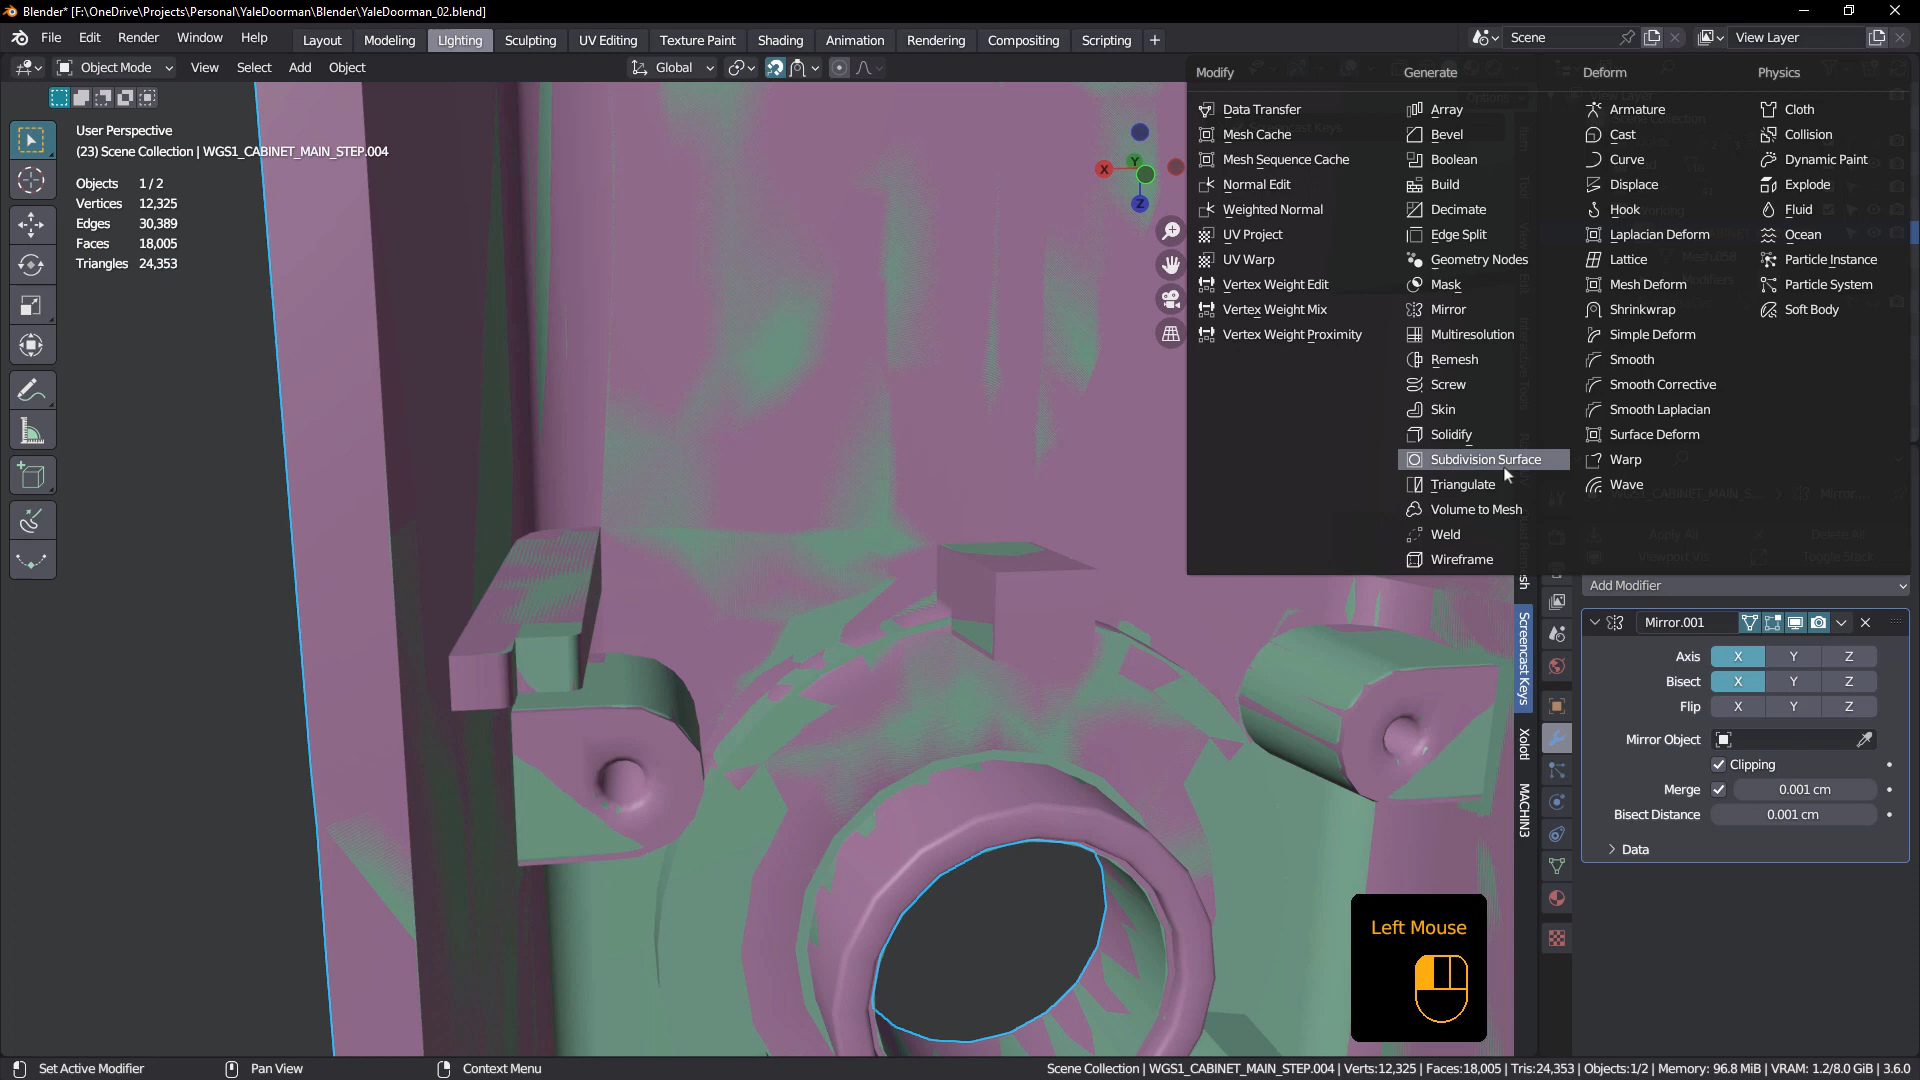 Blender* [F:\OneDrive\Projects\Personal\YaleDoorman\Blender\YaleDoorman_02.blend]
File Edit Render Window Help Layout Modeling Lighting Sculpting UV Editing Texture Paint Shading Animation Rendering Compositing Scripting + Scene View Layer
Object Mode View Select Add Object Global
User Perspective
(23) Scene Collection | WGS1_CABINET_MAIN_STEP.004
Objects 1/2
Vertices 12,325
Edges 30,389
Faces 18,005
Triangles 24,353
X Y Z
Modify
Data Transfer
Mesh Cache
Mesh Sequence Cache
Normal Edit
Weighted Normal
UV Project
UV Warp
Vertex Weight Edit
Vertex Weight Mix
Vertex Weight Proximity
Generate
Array
Bevel
Boolean
Build
Decimate
Edge Split
Geometry Nodes
Mask
Mirror
Multiresolution
Remesh
Screw
Skin
Solidify
Subdivision Surface
Triangulate
Volume to Mesh
Weld
Wireframe
Deform
Armature
Cast
Curve
Displace
Hook
Laplacian Deform
Lattice
Mesh Deform
Shrinkwrap
Simple Deform
Smooth
Smooth Corrective
Smooth Laplacian
Surface Deform
Warp
Wave
Physics
Cloth
Collision
Dynamic Paint
Explode
Fluid
Ocean
Particle Instance
Particle System
Soft Body
Screencast Keys
Xolotl
MACHIN3
Apply All Delete All
Viewport Vis Toggle Stack
Add Modifier
Mirror.001
Axis X Y Z
Bisect X Y Z
Flip X Y Z
Mirror Object
Clipping
Merge 0.001 cm
Bisect Distance 0.001 cm
Data
Left Mouse
Set Active Modifier Pan View Context Menu
Scene Collection | WGS1_CABINET_MAIN_STEP.004 | Verts:12,325 | Faces:18,005 | Tris:24,353 | Objects:1/2 | Memory: 96.8 MiB | VRAM: 1.2/8.0 GiB | 3.6.0